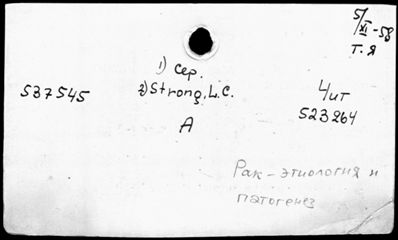 5/XI-58
т. я
1) Сер.
2) Strong, L.C.
537545
Чит
523264
А
Рак - этиология и
патогенез